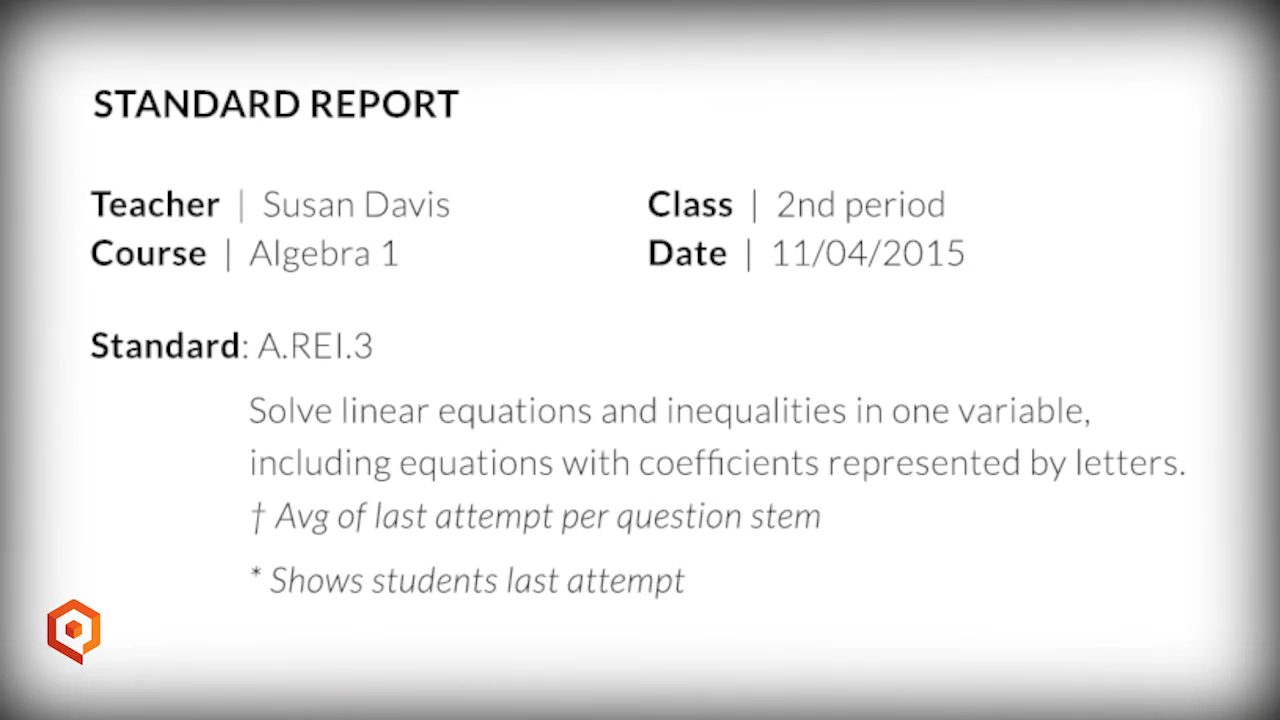 STANDARD REPORT
Teacher | Susan Davis
Class | 2nd period
Course | Algebra 1
Date | 11/04/2015
Standard: A.REI.3
Solve linear equations and inequalities in one variable,
including equations with coefficients represented by letters.
† Avg of last attempt per question stem
* Shows students last attempt